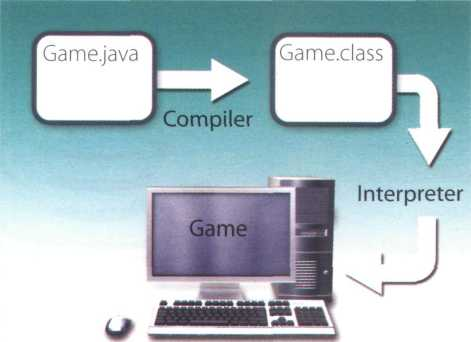 Game.java
Game.class
Compiler
Interpreter
Game